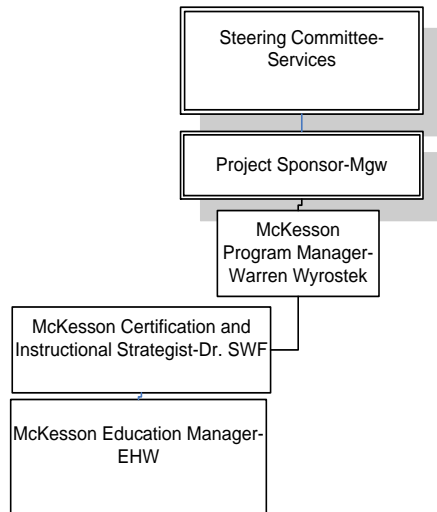 Steering Committee-
Services
Project Sponsor-Mgw
McKesson
Program Manager-
Warren Wyrostek
McKesson Certification and
Instructional Strategist-Dr. SWF
McKesson Education Manager-
EHW